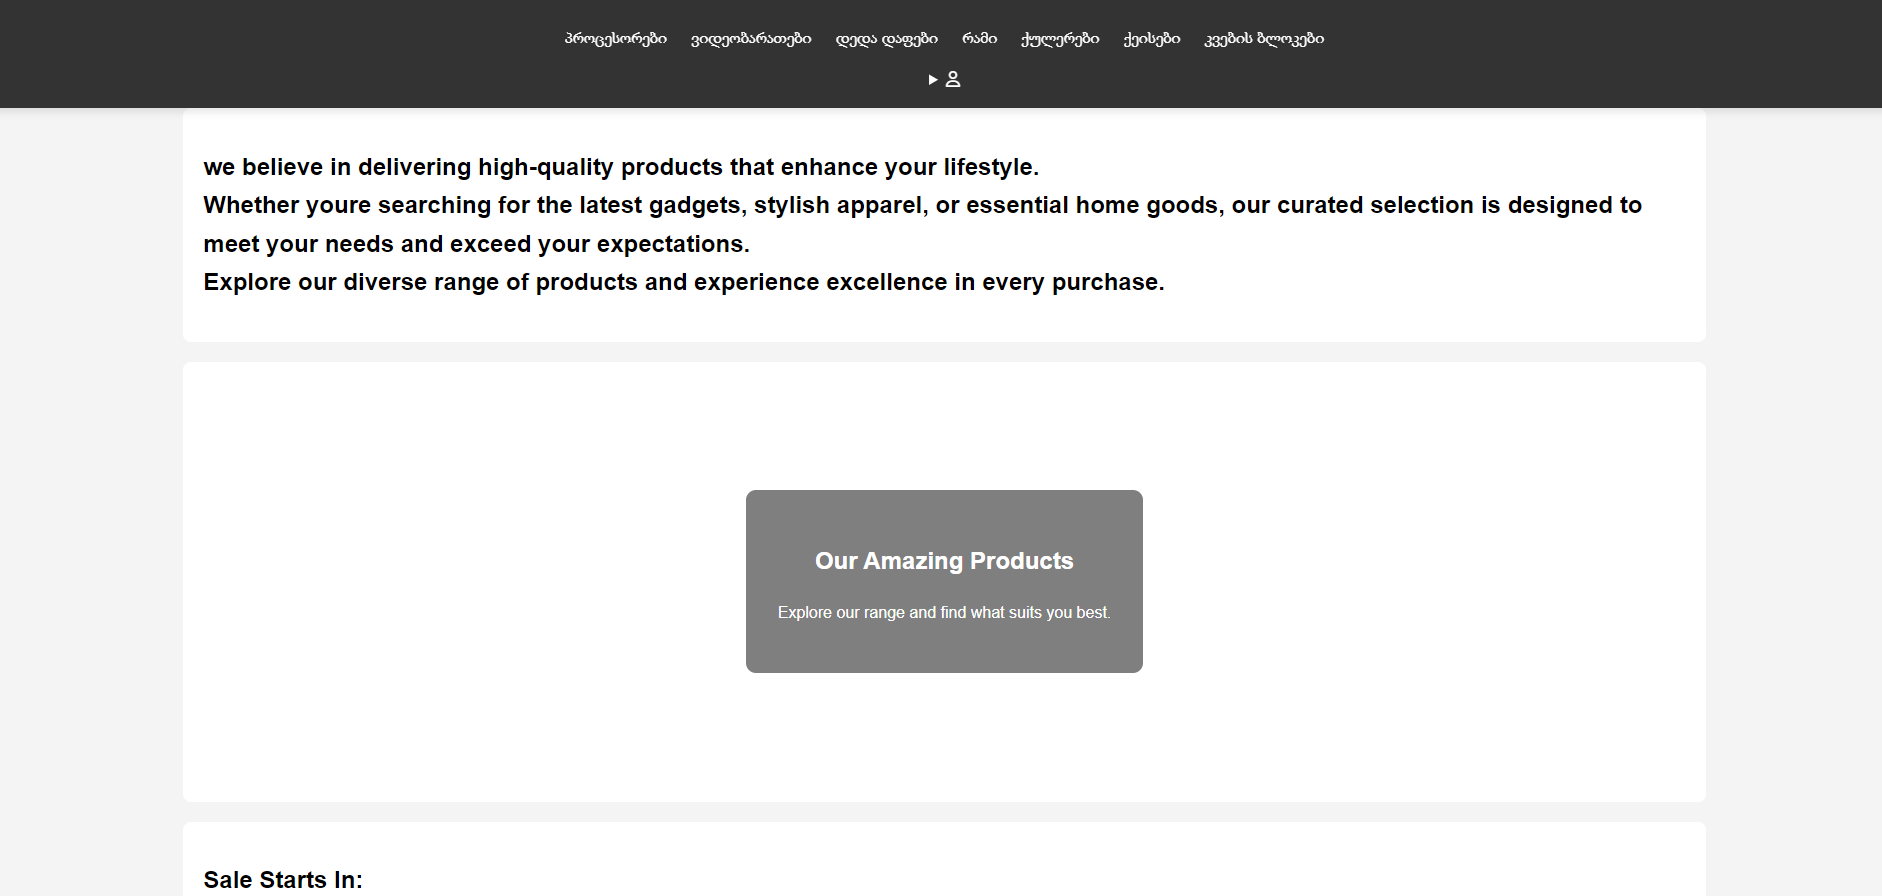 პროცესორები ვიდეობარათები დედა დაფები რამი ქულერები ქეისები კვების ბლოკები
we believe in delivering high-quality products that enhance your lifestyle.
Whether youre searching for the latest gadgets, stylish apparel, or essential home goods, our curated selection is designed to
meet your needs and exceed your expectations.
Explore our diverse range of products and experience excellence in every purchase.
Our Amazing Products
Explore our range and find what suits you best.
Sale Starts In: